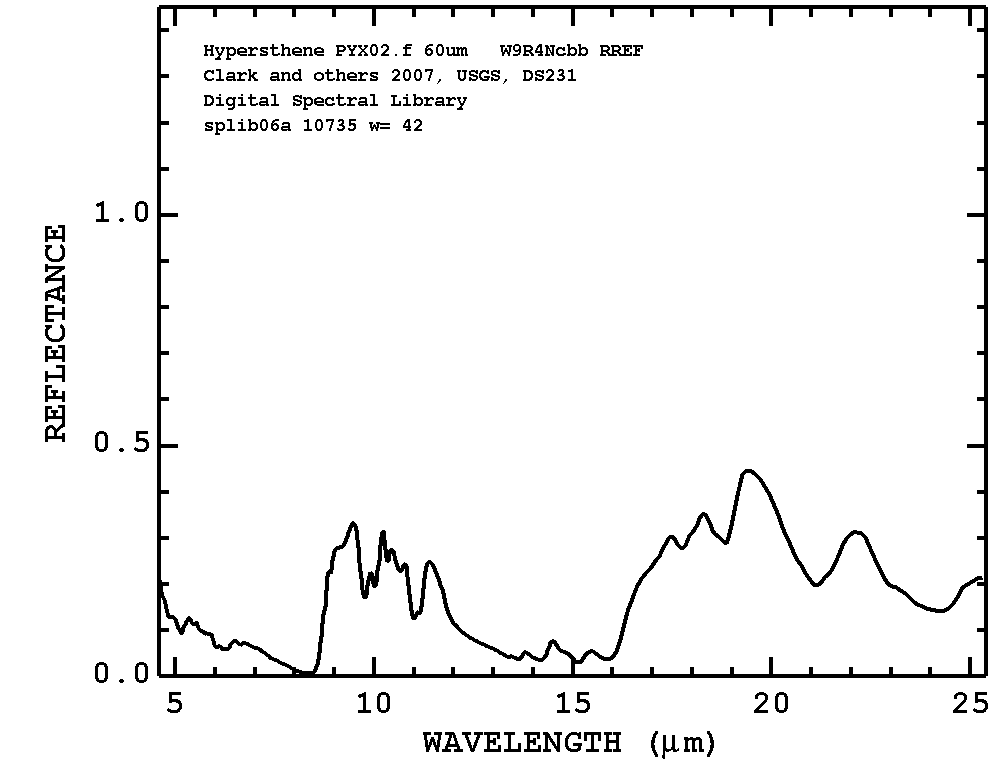 Hypersthene PYX02.f 60um W9R4Ncbb RREF
Clark and others 2007, USGS, DS231
Digital Spectral Library
splib06a 10735 w= 42
REFLECTANCE
1.0
0.5
0.0
5 10 15 20 25
WAVELENGTH (μm)